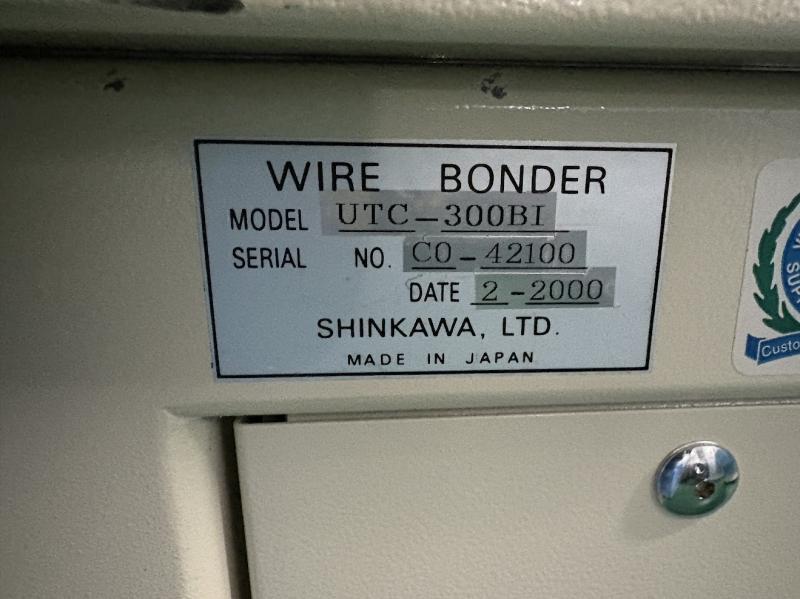 WIRE BONDER
MODEL UTC-300BI
SERIAL NO. C0-42100
DATE 2-2000
SHINKAWA, LTD.
MADE IN JAPAN